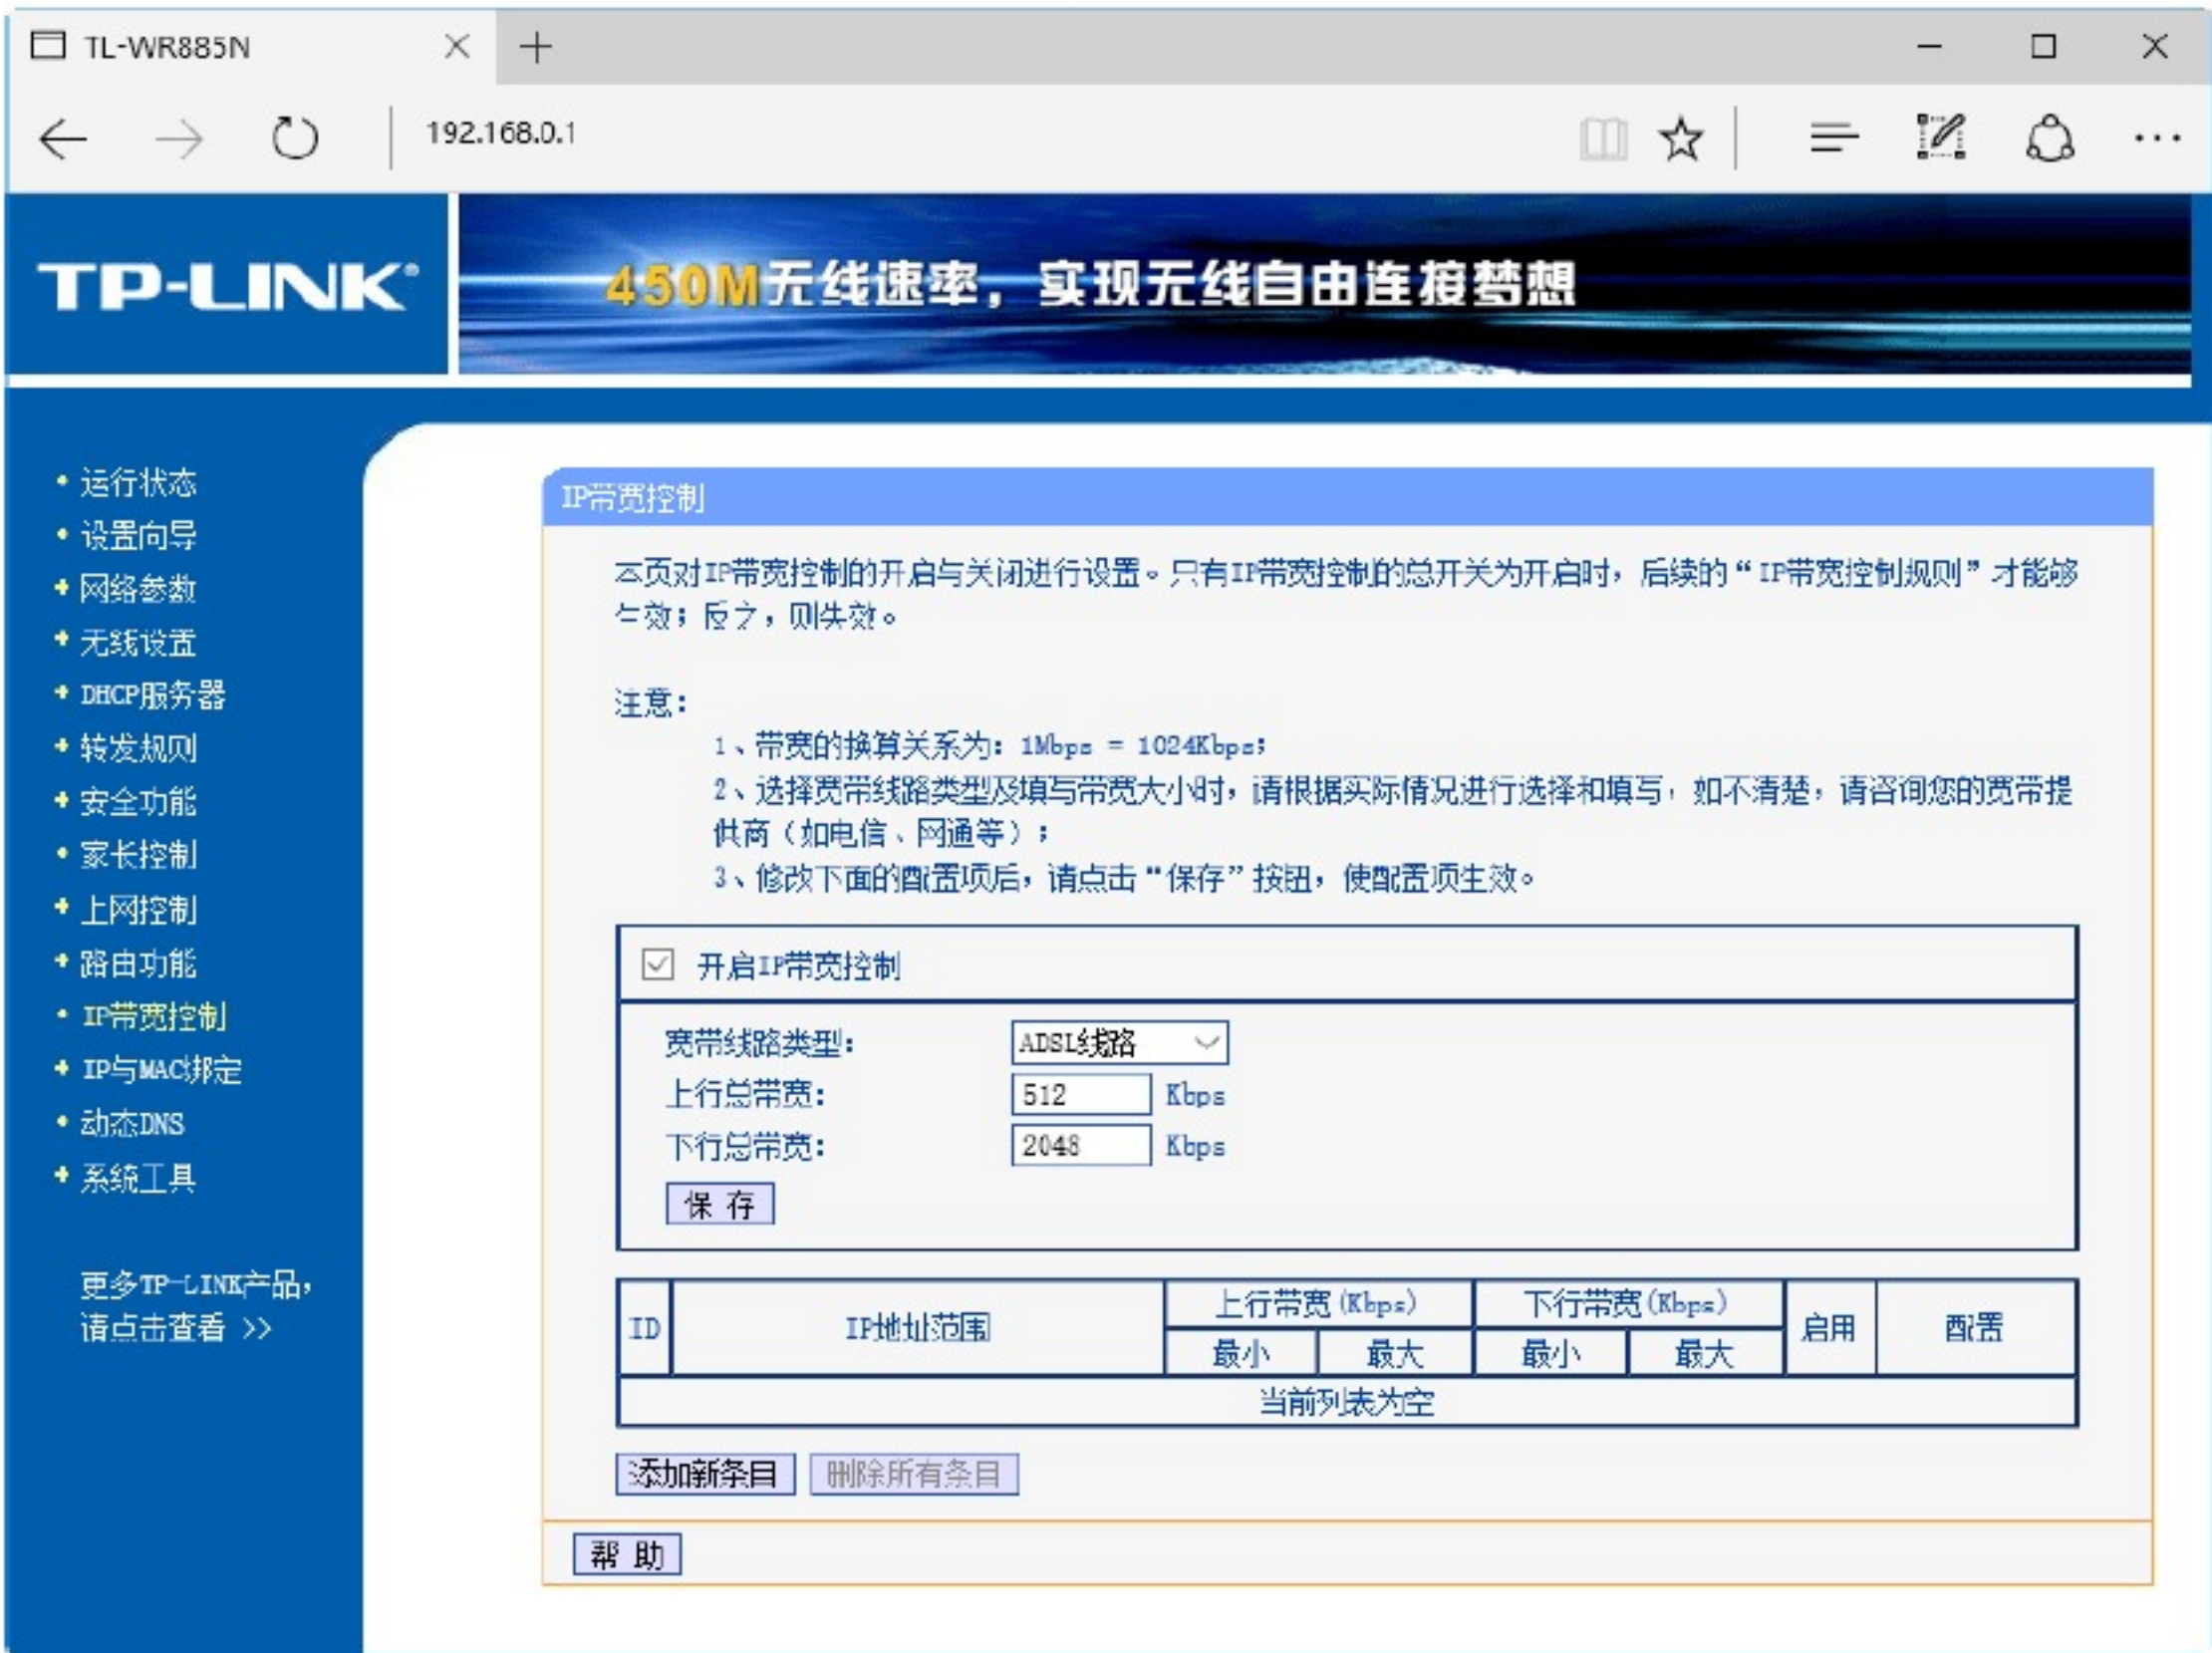 TL-WR885N
192.168.0.1
TP-LINK®
450M无线速率，实现无线自由连接梦想
运行状态
设置向导
网络参数
无线设置
DHCP服务器
转发规则
安全功能
家长控制
上网控制
路由功能
IP带宽控制
IP与MAC绑定
动态DNS
系统工具
更多TP-LINK产品，
请点击查看 >>
IP带宽控制
本页对IP带宽控制的开启与关闭进行设置。只有IP带宽控制的总开关为开启时，后续的“IP带宽控制规则”才能够
生效；反之，则失效。
注意：
1、带宽的换算关系为：1Mbps = 1024Kbps；
2、选择宽带线路类型及填写带宽大小时，请根据实际情况进行选择和填写，如不清楚，请咨询您的宽带提
供商（如电信、网通等）；
3、修改下面的配置项后，请点击“保存”按钮，使配置项生效。
开启IP带宽控制
宽带线路类型： ADSL线路
上行总带宽： 512 Kbps
下行总带宽： 2048 Kbps
保 存
ID IP地址范围 上行带宽(Kbps) 下行带宽(Kbps) 启用 配置
最小 最大 最小 最大
当前列表为空
添加新条目 删除所有条目
帮 助